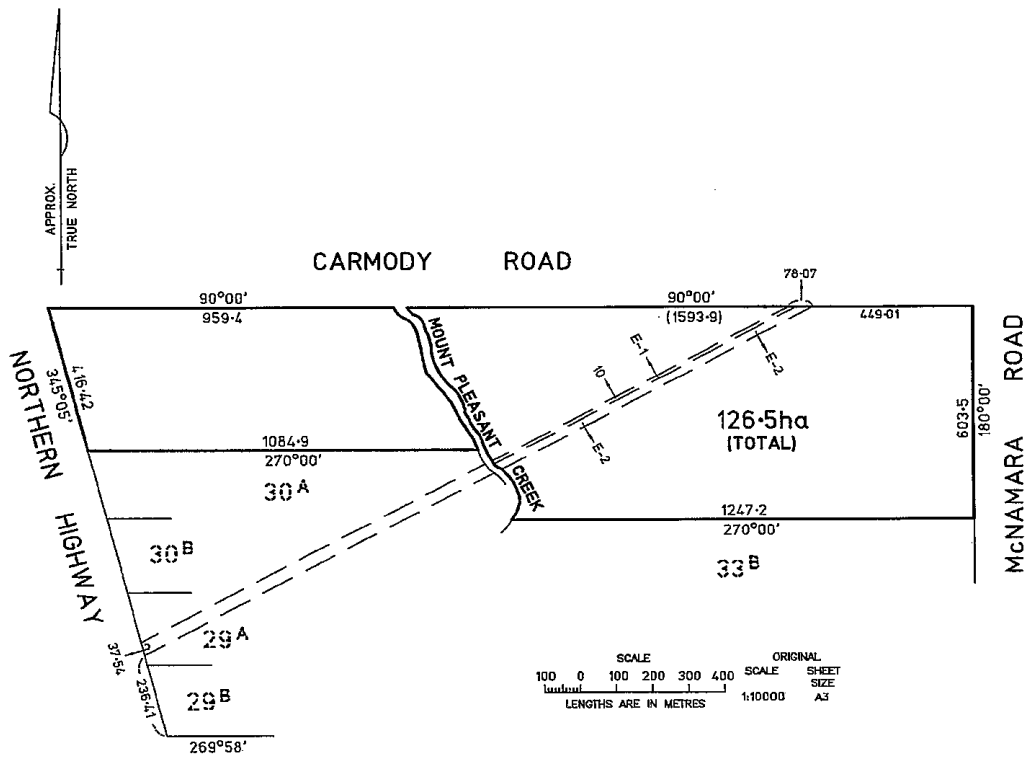 APPROX.
TRUE NORTH
CARMODY ROAD
78·07
90°00'
959·4
90°00'
(1593·9)
449·01
MOUNT PLEASANT CREEK
E-1
E-2
10
E-2
416·42
345°05'
NORTHERN HIGHWAY
126·5ha
(TOTAL)
603·5
180°00'
McNAMARA ROAD
1084·9
270°00'
30A
1247·2
270°00'
30B
33B
29A
37·54
236·41
29B
269°58'
SCALE
100 0 100 200 300 400
LENGTHS ARE IN METRES
ORIGINAL
SCALE SHEET
SIZE
1:10000 A3